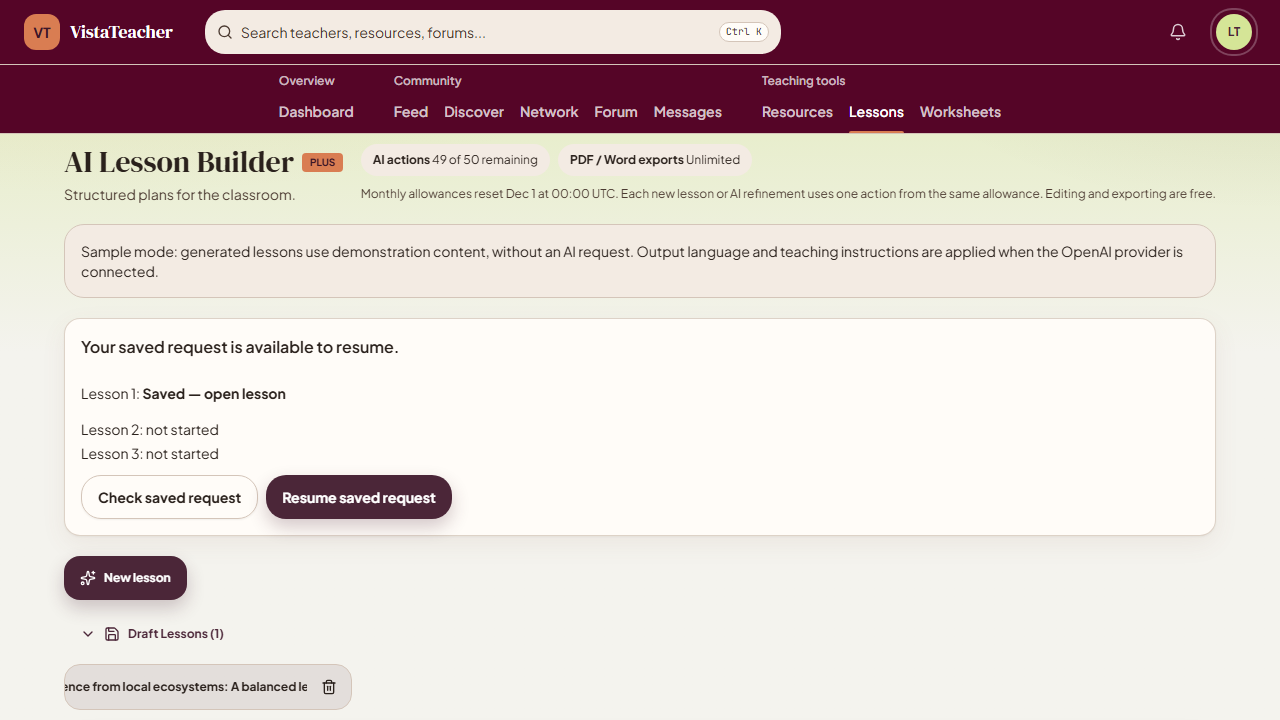 VT
VistaTeacher
Search teachers, resources, forums...
Ctrl K
LT
Overview
Community
Teaching tools
Dashboard
Feed
Discover
Network
Forum
Messages
Resources
Lessons
Worksheets
AI Lesson Builder
PLUS
AI actions 49 of 50 remaining
PDF / Word exports Unlimited
Structured plans for the classroom.
Monthly allowances reset Dec 1 at 00:00 UTC. Each new lesson or AI refinement uses one action from the same allowance. Editing and exporting are free.
Sample mode: generated lessons use demonstration content, without an AI request. Output language and teaching instructions are applied when the OpenAI provider is
connected.
Your saved request is available to resume.
Lesson 1: Saved — open lesson
Lesson 2: not started
Lesson 3: not started
Check saved request
Resume saved request
New lesson
Draft Lessons (1)
ence from local ecosystems: A balanced le